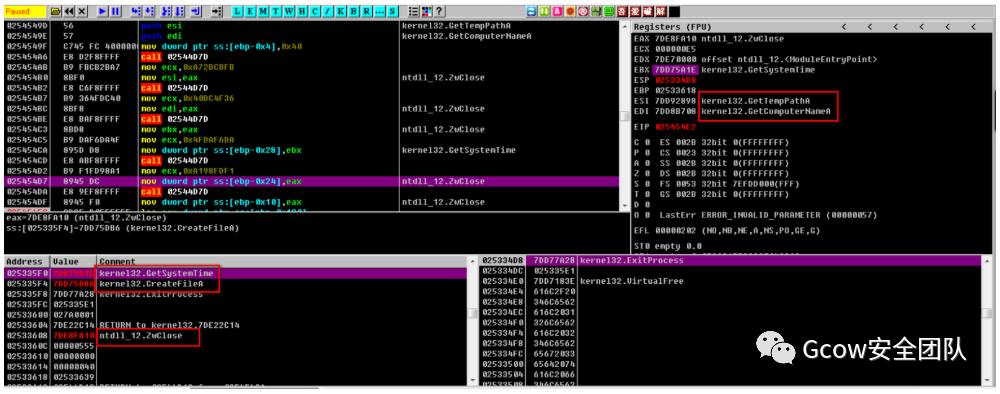 Paused
L E M T W H C / K B R ... S
吾 爱 破 解
0254549D 56 push esi kernel32.GetTempPathA
0254549E 57 push edi kernel32.GetComputerNameA
0254549F C745 FC 4000000 mov dword ptr ss:[ebp-0x4],0x40
025454A6 E8 D2F8FFFF call 02544D7D
025454AB B9 FBCB2BA7 mov ecx,0xA72BCBFB
025454B0 8BF0 mov esi,eax ntdll_12.ZwClose
025454B2 E8 C6F8FFFF call 02544D7D
025454B7 B9 364FDC40 mov ecx,0x40DC4F36
025454BC 8BF8 mov edi,eax ntdll_12.ZwClose
025454BE E8 BAF8FFFF call 02544D7D
025454C3 8BD8 mov ebx,eax ntdll_12.ZwClose
025454C5 B9 DAF6DA4F mov ecx,0x4FDAF6DA
025454CA 895D D8 mov dword ptr ss:[ebp-0x28],ebx kernel32.GetSystemTime
025454CD E8 ABF8FFFF call 02544D7D
025454D2 B9 F1FD98A1 mov ecx,0xA198FDF1
025454D7 8945 DC mov dword ptr ss:[ebp-0x24],eax ntdll_12.ZwClose
025454DA E8 9EF8FFFF call 02544D7D
025454DF 8945 F0 mov dword ptr ss:[ebp-0x10],eax ntdll_12.ZwClose
eax=7DE8FA10 (ntdll_12.ZwClose)
ss:[025335F4]=7DD75DB6 (kernel32.CreateFileA)
Registers (FPU) < < < < < <
EAX 7DE8FA10 ntdll_12.ZwClose
ECX 000000E5
EDX 7DE70000 offset ntdll_12.<ModuleEntryPoint>
EBX 7DD75A1E kernel32.GetSystemTime
ESP 025334D8
EBP 02533618
ESI 7DD92898 kernel32.GetTempPathA
EDI 7DD8B708 kernel32.GetComputerNameA
EIP 025454E2
C 0 ES 002B 32bit 0(FFFFFFFF)
P 0 CS 0023 32bit 0(FFFFFFFF)
A 0 SS 002B 32bit 0(FFFFFFFF)
Z 0 DS 002B 32bit 0(FFFFFFFF)
S 0 FS 0053 32bit 7EFDD000(FFF)
T 0 GS 002B 32bit 0(FFFFFFFF)
D 0
O 0 LastErr ERROR_INVALID_PARAMETER (00000057)
EFL 00000202 (NO,NB,NE,A,NS,PO,GE,G)
ST0 empty 0.0
Address Value Comment
025335F0 7DD75A1E kernel32.GetSystemTime
025335F4 7DD75DB6 kernel32.CreateFileA
025335F8 7DD77A28 kernel32.ExitProcess
025335FC 025335E1
02533600 027A0001
02533604 7DE22C14 RETURN to kernel32.7DE22C14
02533608 7DE8FA10 ntdll_12.ZwClose
0253360C 00000555
02533610 00000000
02533614 00000040
02533618 02533639
025334D8 7DD77A28 kernel32.ExitProcess
025334DC 025335E1
025334E0 7DD7183E kernel32.VirtualFree
025334E4 616C2F20
025334E8 346C6562
025334EC 616C2031
025334F0 326C6562
025334F4 616C2032
025334F8 346C6562
025334FC 65672033
02533500 65642074
02533504 616C2066
02533508 346C6562
Gcow安全团队